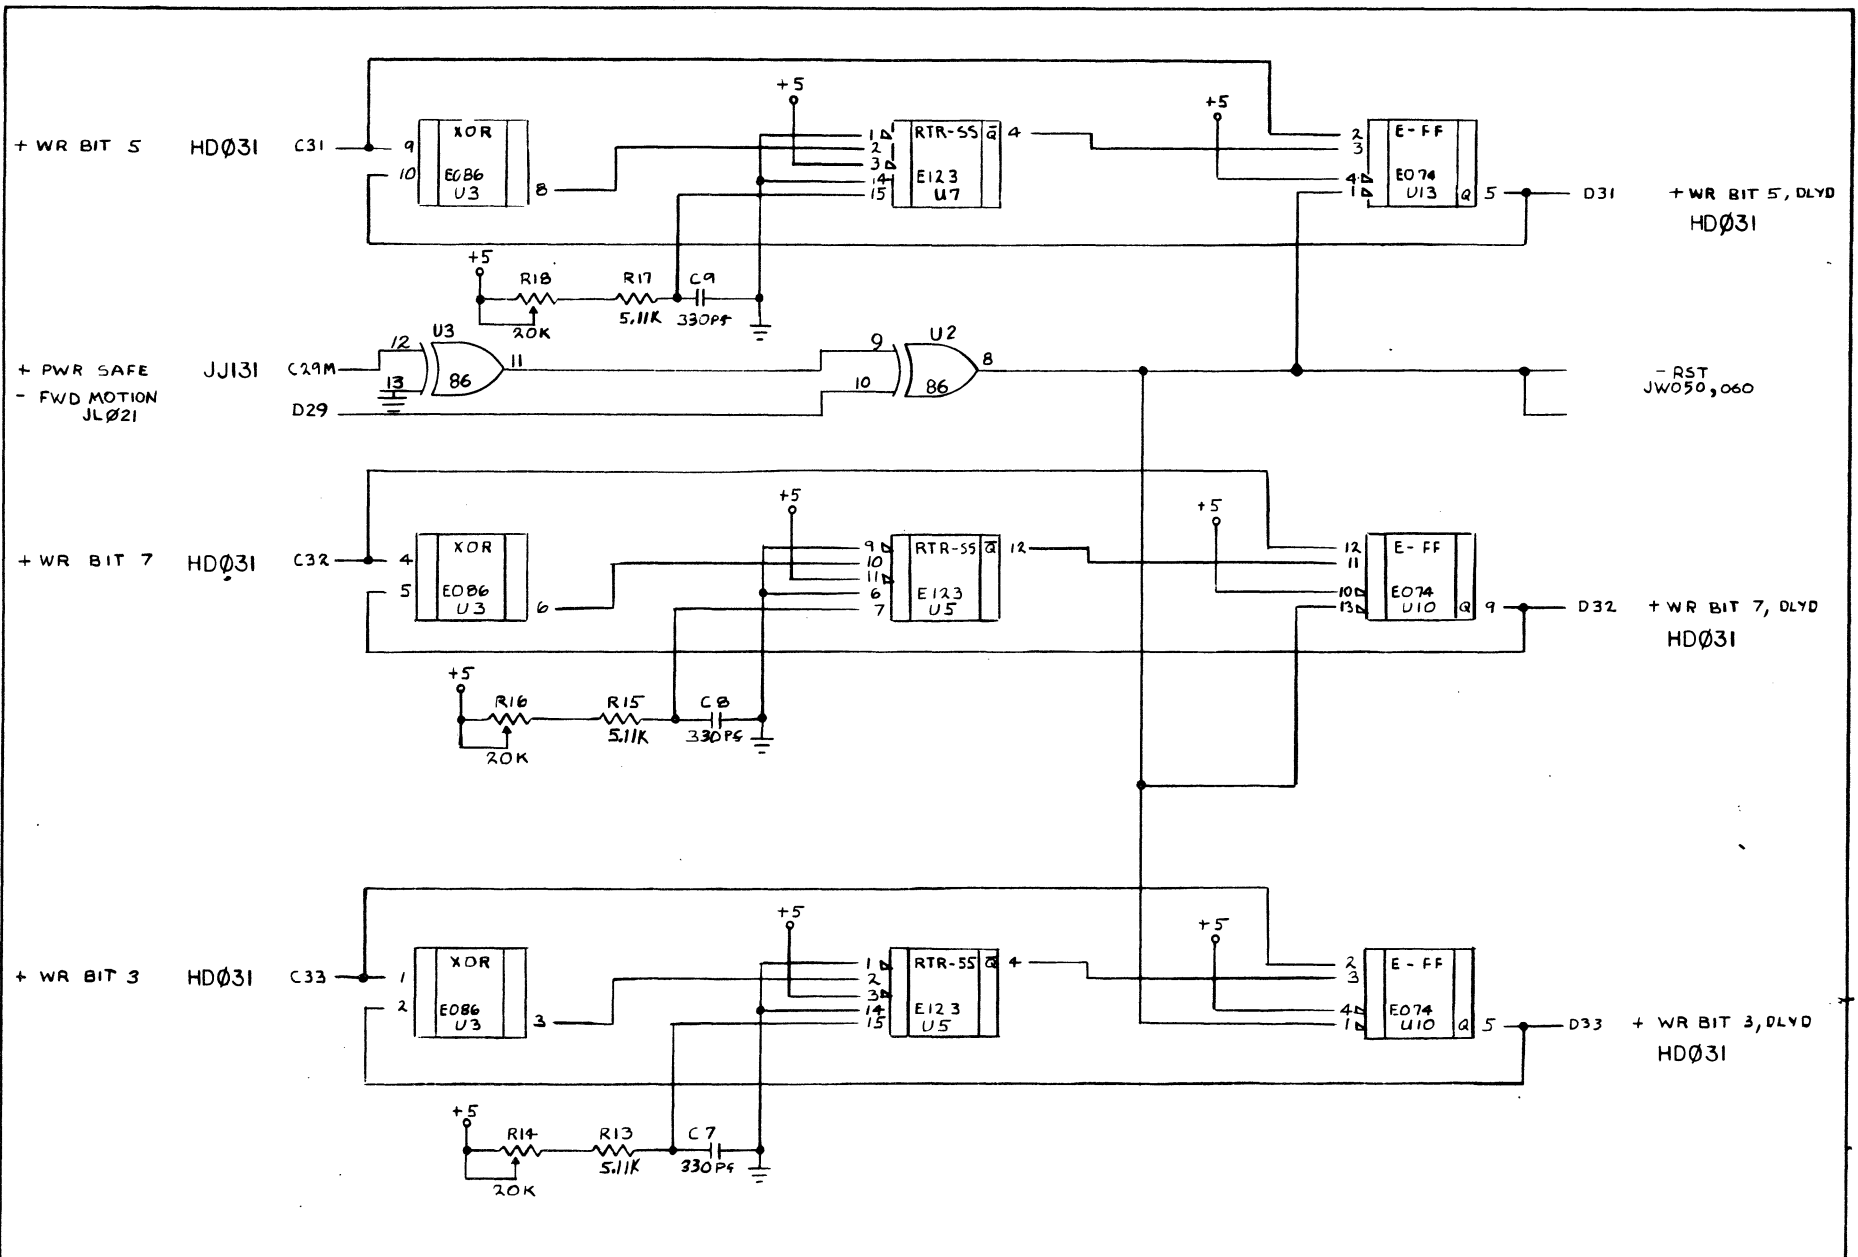 +5
+5
+ WR BIT 5 HDØ31 C31
9
10
XOR
E086
U3
8
1
2
3
14
15
RTR-SS Q̅ 4
E123
U7
2
3
4
1
E-FF
E074
U13 Q 5
D31 + WR BIT 5, DLYD
HDØ31
+5
R18
20K
R17
5.11K
C9
330Pf
+ PWR SAFE JJ131 C29M
- FWD MOTION
JLØ21
D29
12
13
U3
86
11
9
10
U2
86
8
- RST
JW050,060
+5
+5
+ WR BIT 7 HDØ31 C32
4
5
XOR
E086
U3
6
9
10
11
6
7
RTR-SS Q̅ 12
E123
U5
12
11
10
13
E-FF
E074
U10 Q 9
D32 + WR BIT 7, DLYD
HDØ31
+5
R16
20K
R15
5.11K
C8
330Pf
+5
+5
+ WR BIT 3 HDØ31 C33
1
2
XOR
E086
U3
3
1
2
3
14
15
RTR-SS Q̅ 4
E123
U5
2
3
4
1
E-FF
E074
U10 Q 5
D33 + WR BIT 3, DLYD
HDØ31
+5
R14
20K
R13
5.11K
C7
330Pf